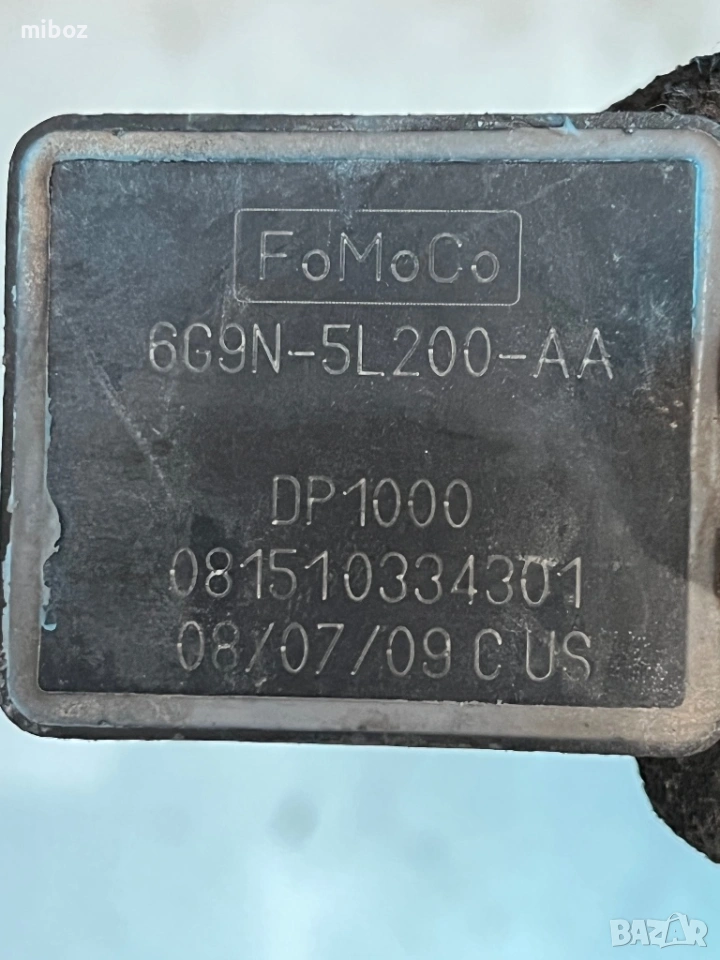 miboz
FoMoCo
6G9N-5L200-AA
DP1000
081510334301
08/07/09 C US
BAZAR